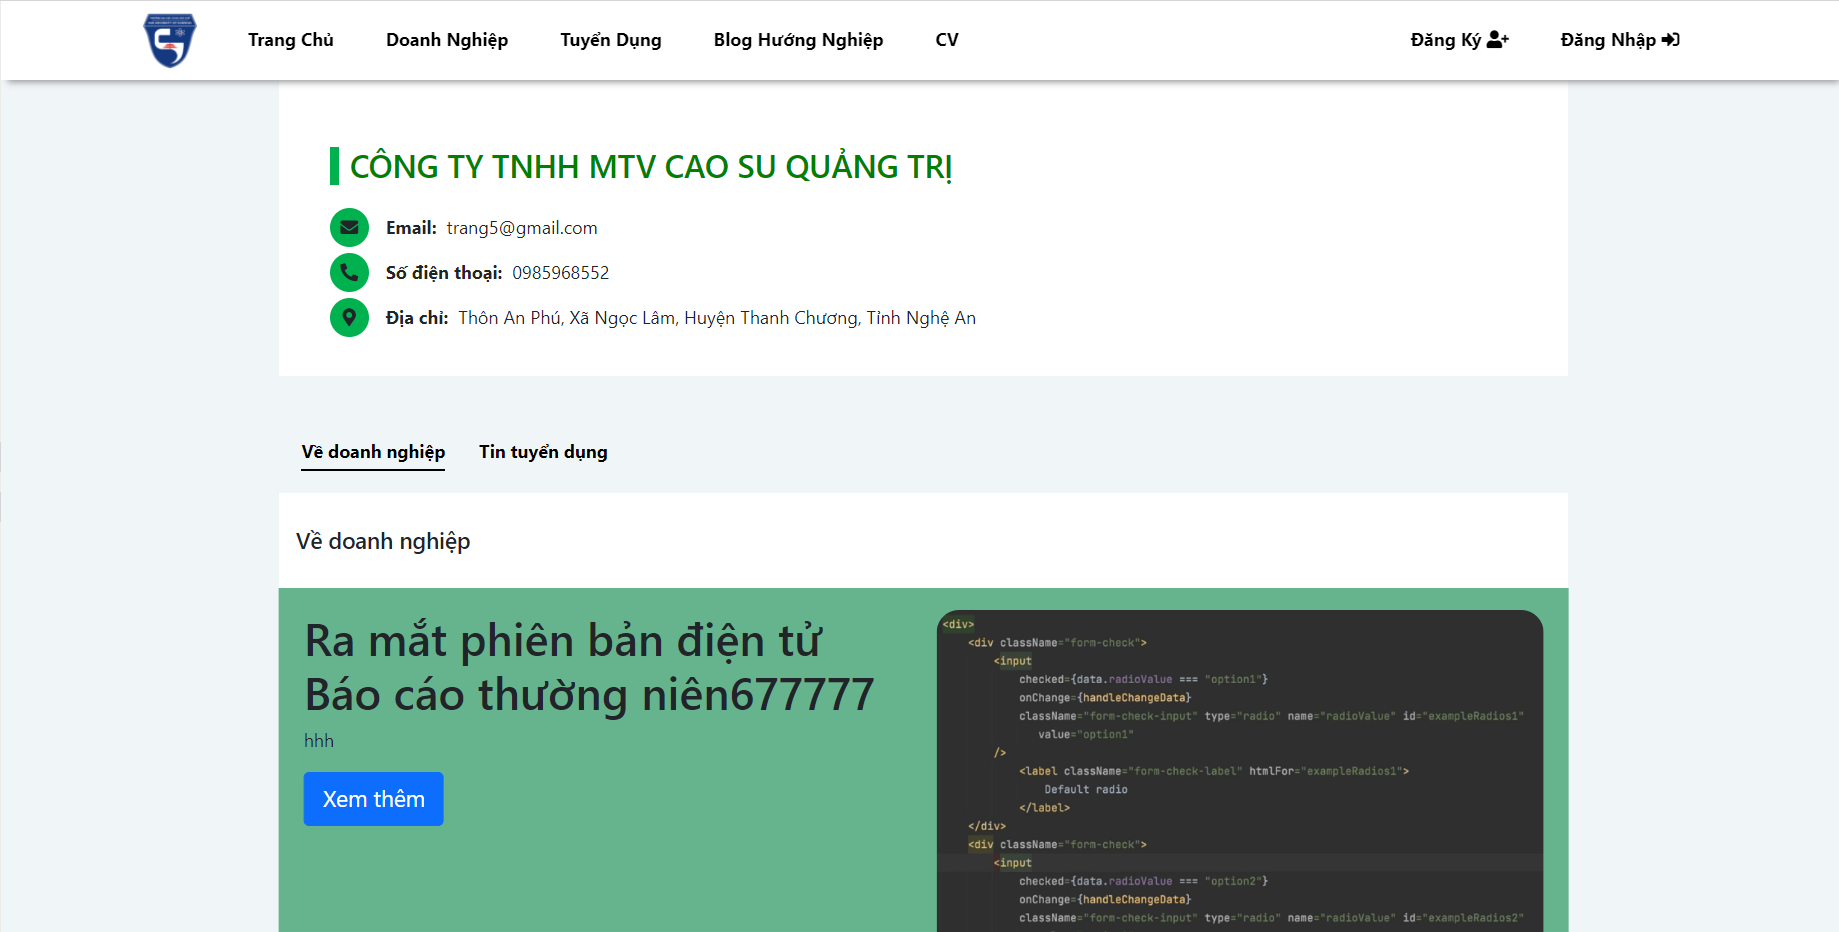 Trang Chủ
Doanh Nghiệp
Tuyển Dụng
Blog Hướng Nghiệp
CV
Đăng Ký
Đăng Nhập
CÔNG TY TNHH MTV CAO SU QUẢNG TRỊ
Email: trang5@gmail.com
Số điện thoại: 0985968552
Địa chỉ: Thôn An Phú, Xã Ngọc Lâm, Huyện Thanh Chương, Tỉnh Nghệ An
Về doanh nghiệp
Tin tuyển dụng
Về doanh nghiệp
Ra mắt phiên bản điện tử
Báo cáo thường niên677777
hhh
Xem thêm
<div>
<div className="form-check">
<input
checked={data.radioValue === "option1"}
onChange={handleChangeData}
className="form-check-input" type="radio" name="radioValue" id="exampleRadios1"
value="option1"
/>
<label className="form-check-label" htmlFor="exampleRadios1">
Default radio
</label>
</div>
<div className="form-check">
<input
checked={data.radioValue === "option2"}
onChange={handleChangeData}
className="form-check-input" type="radio" name="radioValue" id="exampleRadios2"